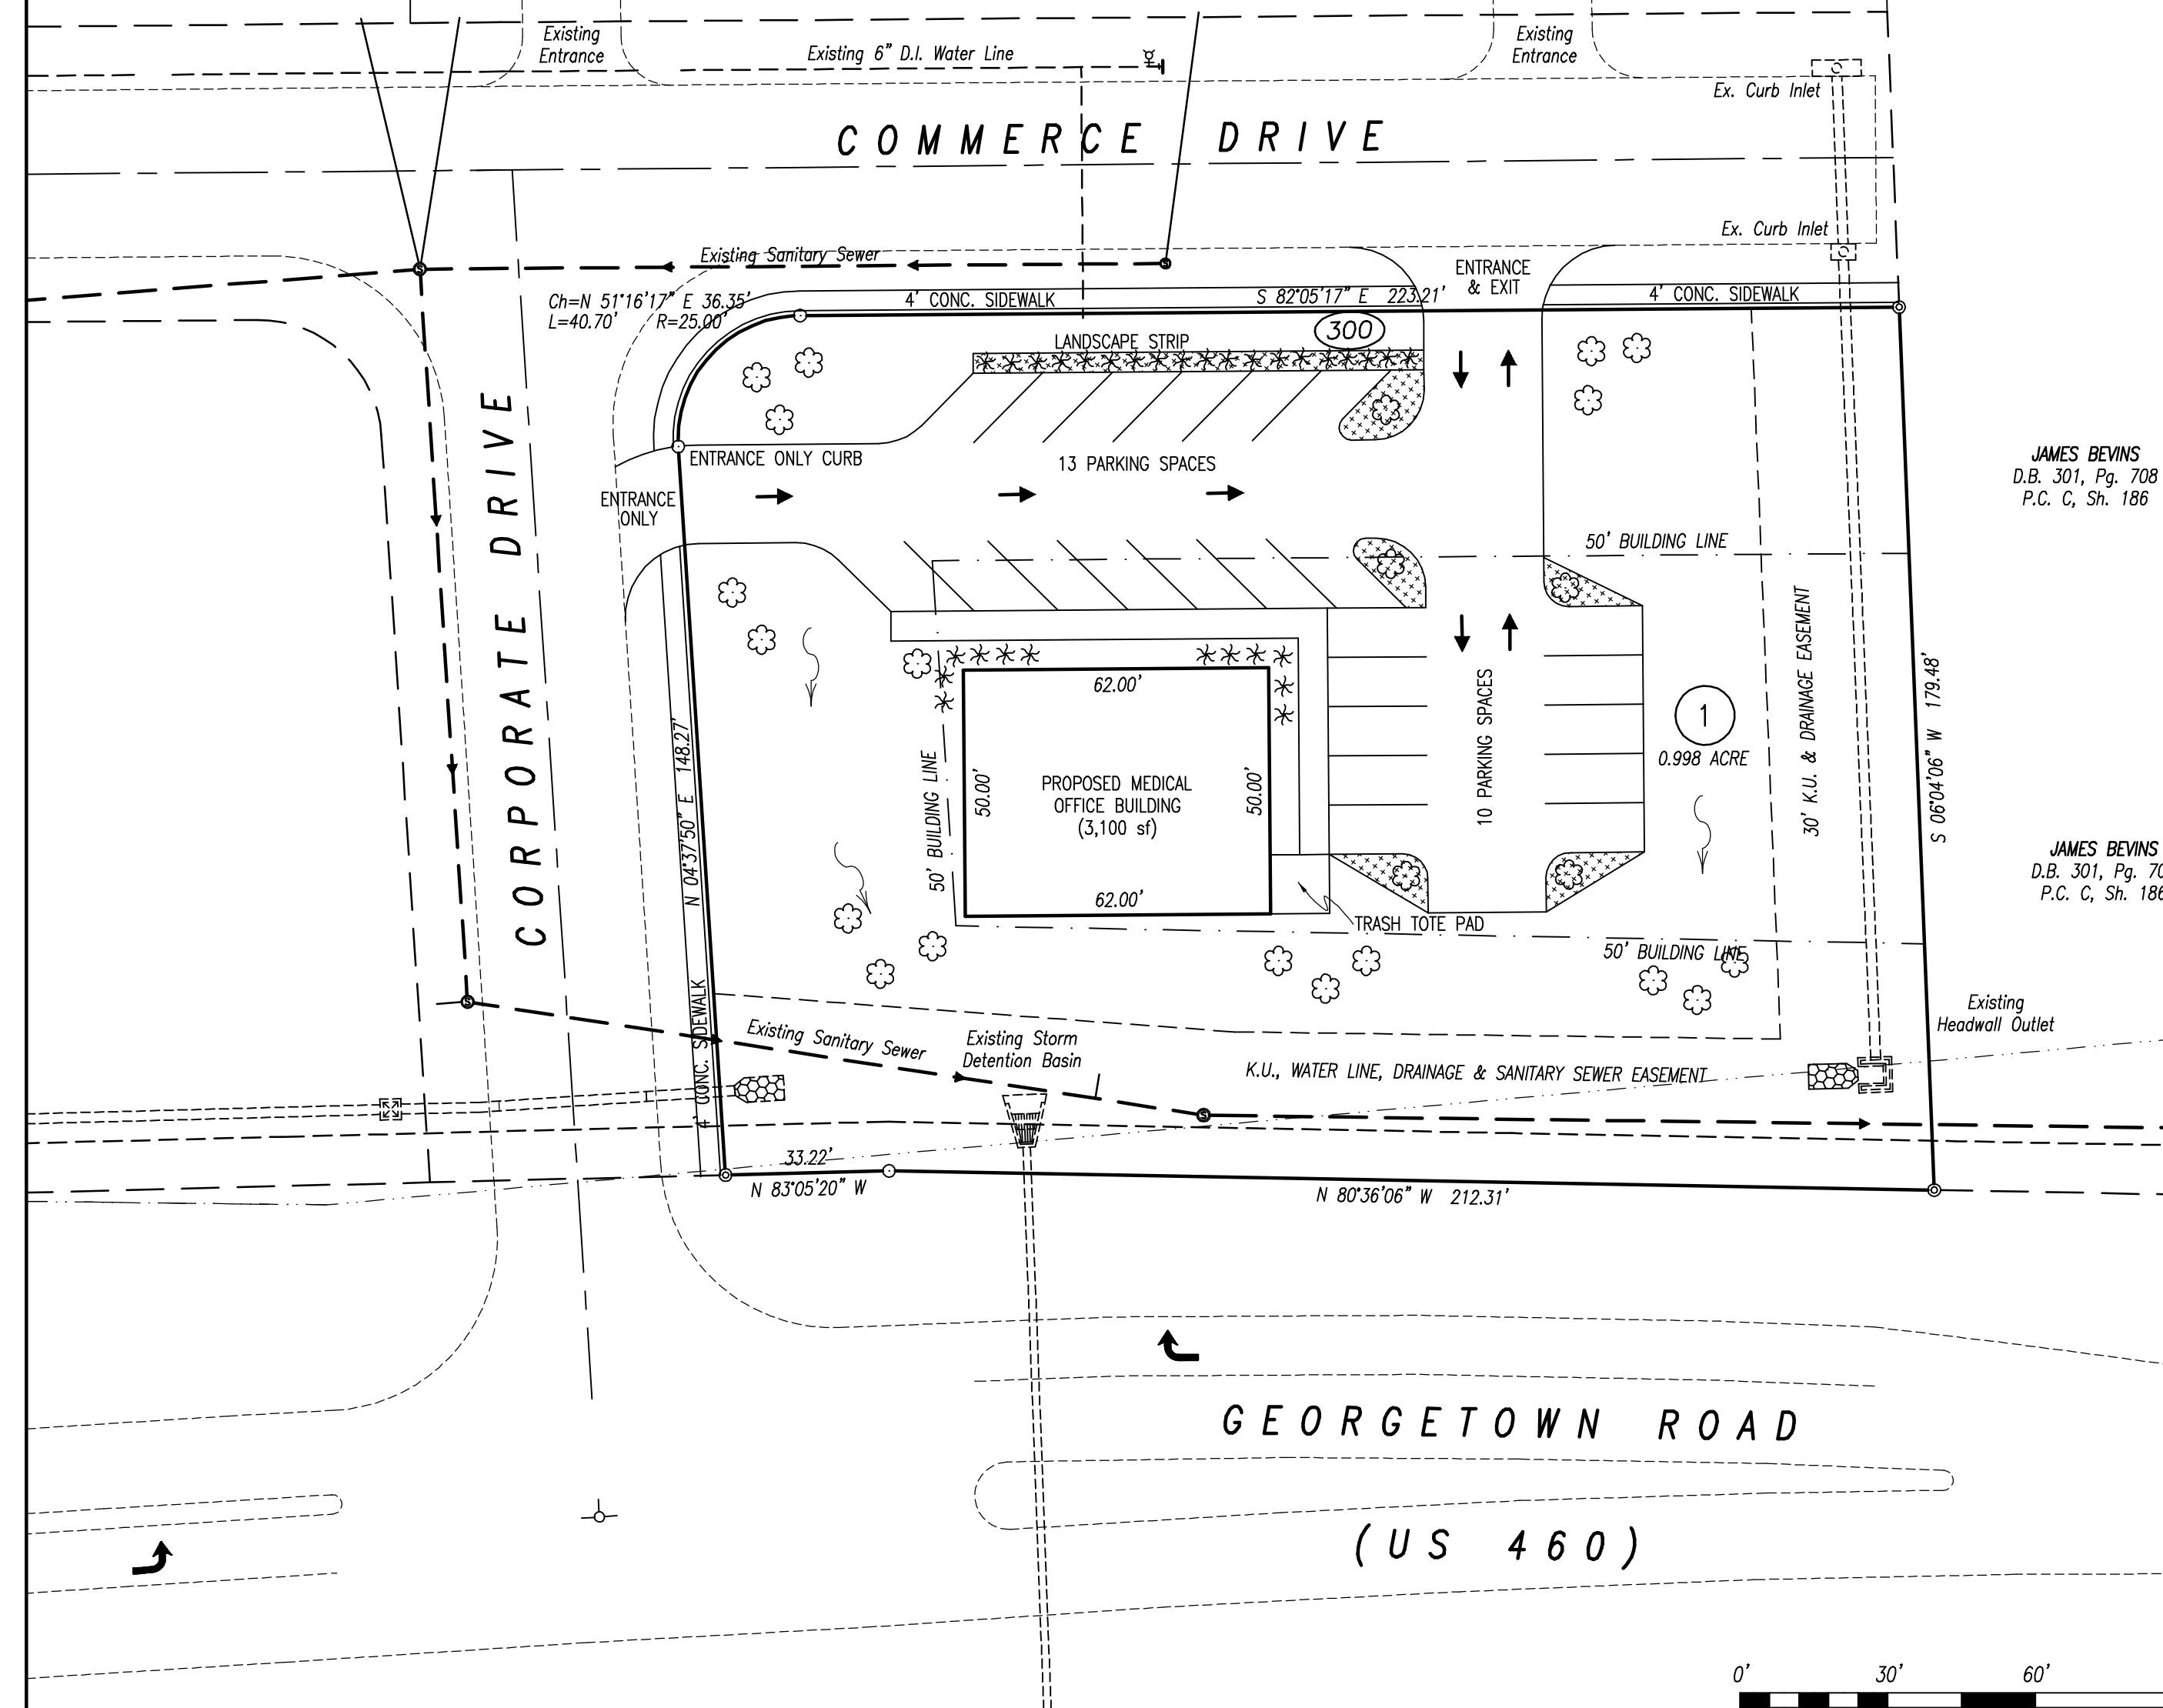 Existing
Entrance
Existing 6" D.I. Water Line
Existing
Entrance
Ex. Curb Inlet
COMMERCE DRIVE
Ex. Curb Inlet
Existing Sanitary Sewer
ENTRANCE
& EXIT
Ch=N 51°16'17" E 36.35'
L=40.70' R=25.00'
4' CONC. SIDEWALK
S 82°05'17" E 223.21'
4' CONC. SIDEWALK
300
LANDSCAPE STRIP
ENTRANCE ONLY CURB
13 PARKING SPACES
JAMES BEVINS
D.B. 301, Pg. 708
P.C. C, Sh. 186
ENTRANCE
ONLY
50' BUILDING LINE
CORPORATE DRIVE
30' K.U. & DRAINAGE EASEMENT
S 06°04'06" W 179.48'
62.00'
10 PARKING SPACES
1
0.998 ACRE
N 04°37'50" E 148.27'
50' BUILDING LINE
50.00'
PROPOSED MEDICAL
OFFICE BUILDING
(3,100 sf)
50.00'
JAMES BEVINS
D.B. 301, Pg. 70
P.C. C, Sh. 186
62.00'
TRASH TOTE PAD
50' BUILDING LINE
4' CONC. SIDEWALK
Existing
Headwall Outlet
Existing Sanitary Sewer
Existing Storm
Detention Basin
K.U., WATER LINE, DRAINAGE & SANITARY SEWER EASEMENT
33.22'
N 83°05'20" W
N 80°36'06" W 212.31'
GEORGETOWN ROAD
(US 460)
0' 30' 60'